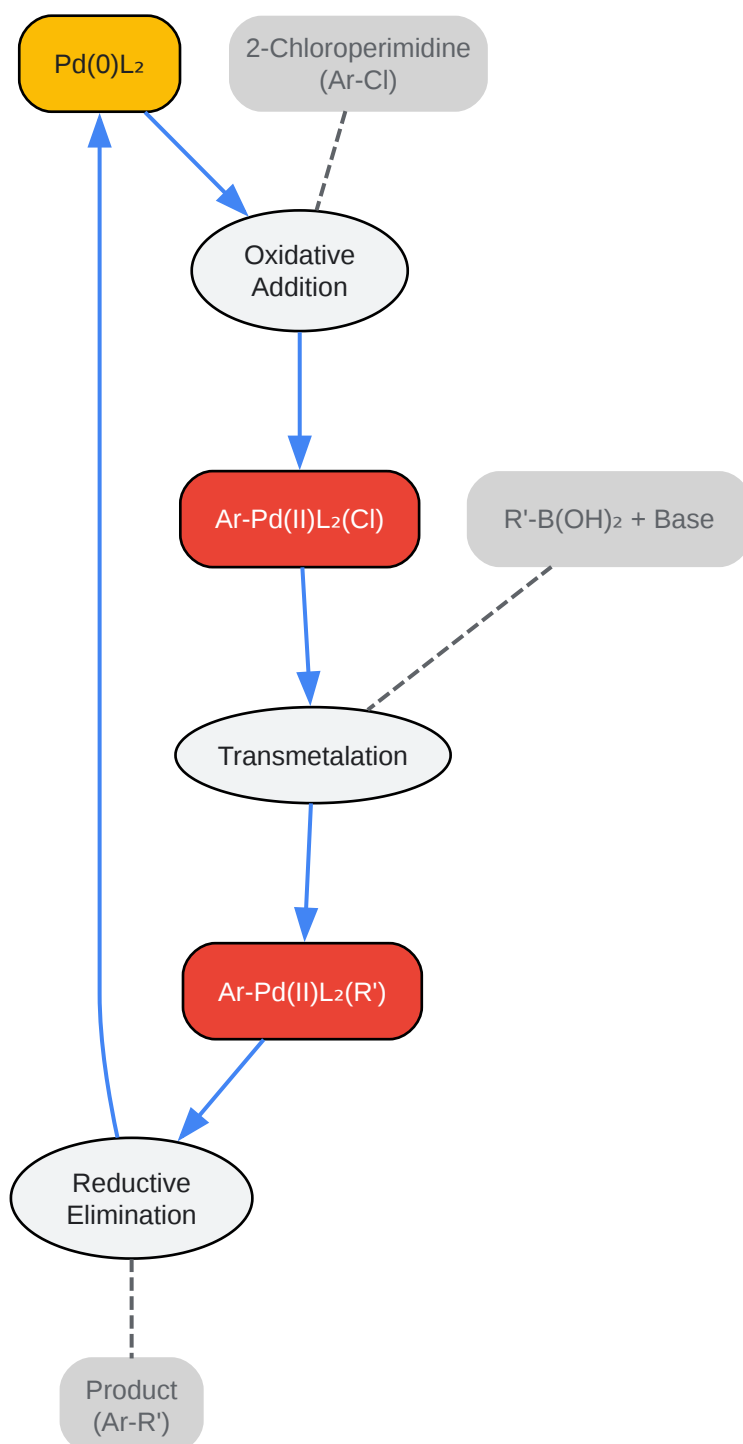 Pd(0)L₂
2-Chloroperimidine
(Ar-Cl)
Oxidative
Addition
Ar-Pd(II)L₂(Cl)
R'-B(OH)₂ + Base
Transmetalation
Ar-Pd(II)L₂(R')
Reductive
Elimination
Product
(Ar-R')